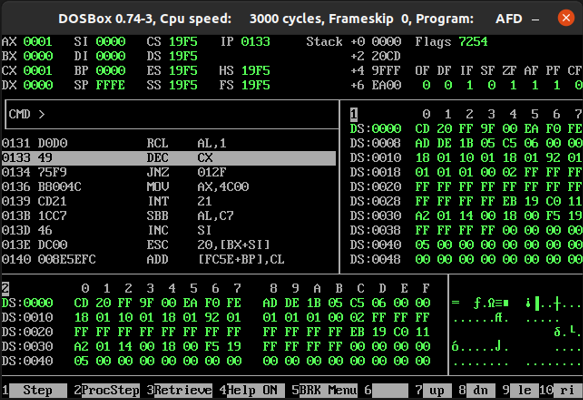 DOSBox 0.74-3, Cpu speed: 3000 cycles, Frameskip 0, Program: AFD
AX 0001 SI 0000 CS 19F5 IP 0133 Stack +0 0000 Flags 7254
BX 0000 DI 0000 DS 19F5 +2 20CD
CX 0001 BP 0000 ES 19F5 HS 19F5 +4 9FFF OF DF IF SF ZF AF PF CF
DX 0000 SP FFFE SS 19F5 FS 19F5 +6 EA00 0 0 1 0 1 1 1 0
CMD >
0131 D0D0 RCL AL,1
0133 49 DEC CX
0134 75F9 JNZ 012F
0136 B8004C MOV AX,4C00
0139 CD21 INT 21
013B 1CC7 SBB AL,C7
013D 46 INC SI
013E DC00 ESC 20,[BX+SI]
0140 008E5EFC ADD [FC5E+BP],CL
1 0 1 2 3 4 5 6 7
DS:0000 CD 20 FF 9F 00 EA F0 FE
DS:0008 AD DE 1B 05 C5 06 00 00
DS:0010 18 01 10 01 18 01 92 01
DS:0018 01 01 01 00 02 FF FF FF
DS:0020 FF FF FF FF FF FF FF FF
DS:0028 FF FF FF FF EB 19 C0 11
DS:0030 A2 01 14 00 18 00 F5 19
DS:0038 FF FF FF FF 00 00 00 00
DS:0040 05 00 00 00 00 00 00 00
DS:0048 00 00 00 00 00 00 00 00
2 0 1 2 3 4 5 6 7 8 9 A B C D E F
DS:0000 CD 20 FF 9F 00 EA F0 FE AD DE 1B 05 C5 06 00 00 = ƒ.Ω≡■ ¡▐..┼...
DS:0010 18 01 10 01 18 01 92 01 01 01 01 00 02 FF FF FF ......Æ. .....
DS:0020 FF FF FF FF FF FF FF FF FF FF FF FF EB 19 C0 11 δ.└.
DS:0030 A2 01 14 00 18 00 F5 19 FF FF FF FF 00 00 00 00 ó.....⌡. ....
DS:0040 05 00 00 00 00 00 00 00 00 00 00 00 00 00 00 00 ........ ........
1 Step 2ProcStep 3Retrieve 4Help ON 5BRK Menu 6 7 up 8 dn 9 le 10 ri